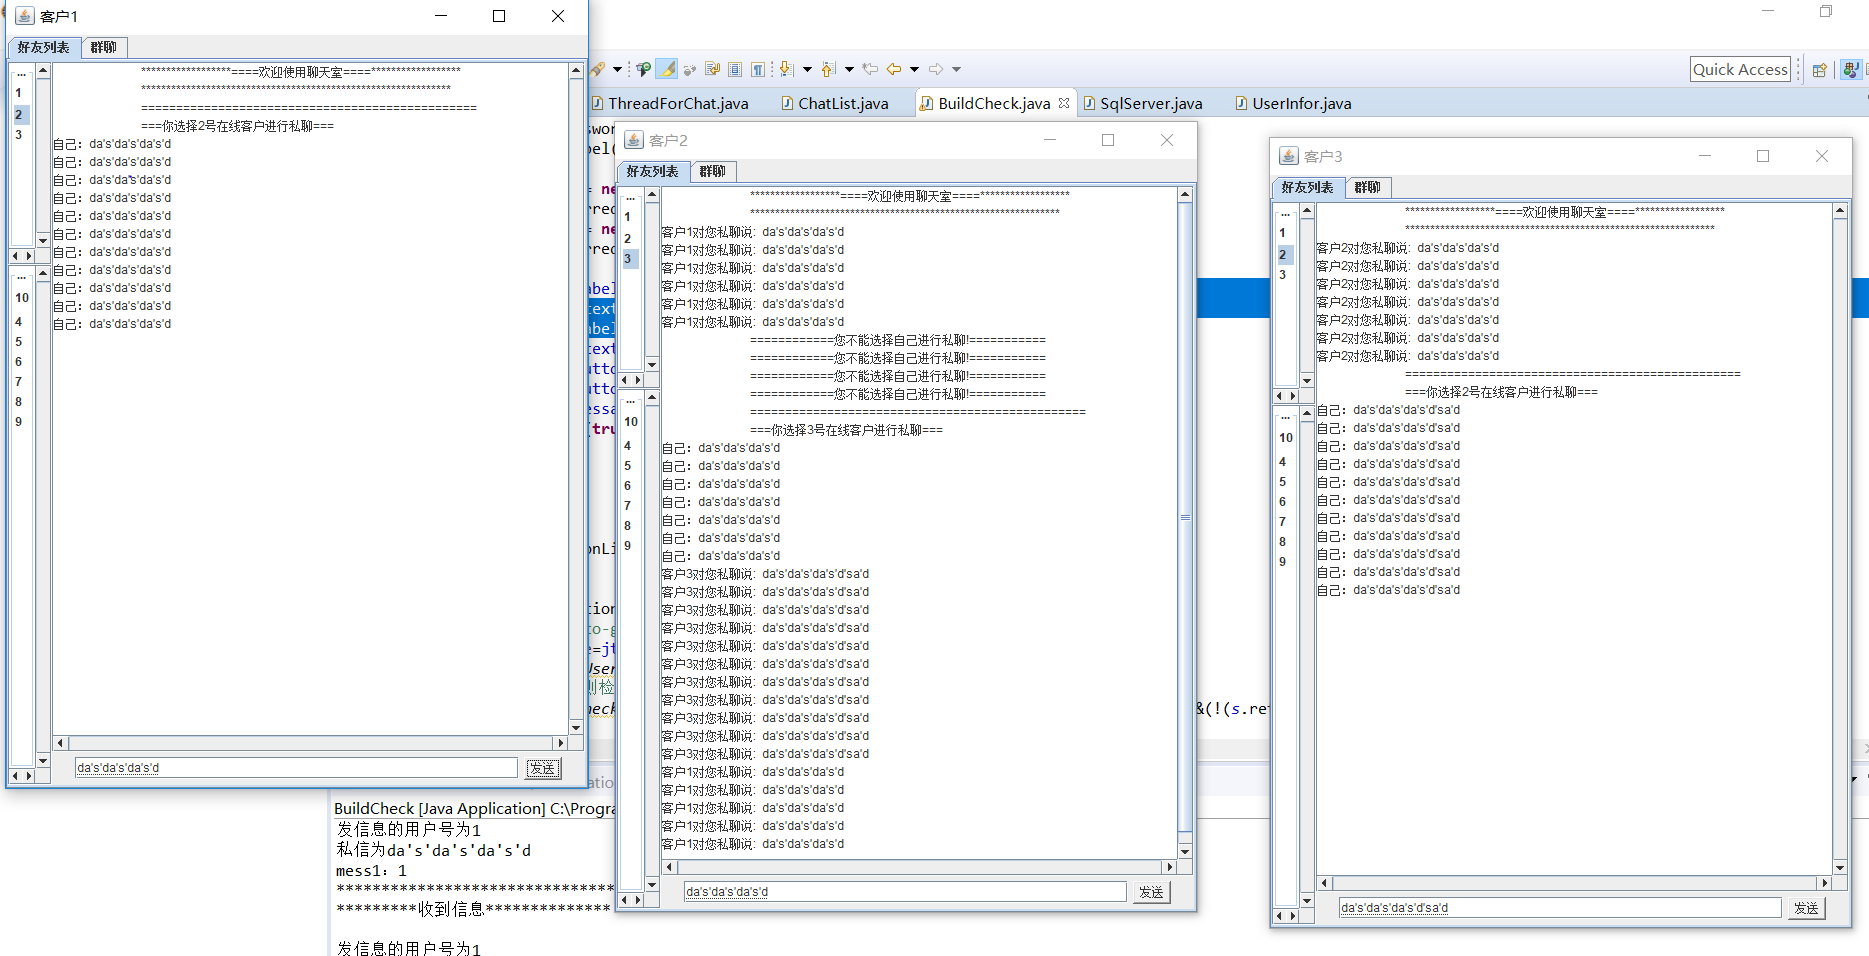 客户1
好友列表
群聊
...
1
2
3
...
10
4
5
6
7
8
9
******************====欢迎使用聊天室====******************
**************************************************************
================================================
===你选择2号在线客户进行私聊===
自己：da's'da's'da's'd
自己：da's'da's'da's'd
自己：da's'da's'da's'd
自己：da's'da's'da's'd
自己：da's'da's'da's'd
自己：da's'da's'da's'd
自己：da's'da's'da's'd
自己：da's'da's'da's'd
自己：da's'da's'da's'd
自己：da's'da's'da's'd
自己：da's'da's'da's'd
da's'da's'da's'd
发送
Quick Access
ThreadForChat.java
ChatList.java
BuildCheck.java
SqlServer.java
UserInfor.java
客户2
好友列表
群聊
...
1
2
3
...
10
4
5
6
7
8
9
******************====欢迎使用聊天室====******************
**************************************************************
客户1对您私聊说：da's'da's'da's'd
客户1对您私聊说：da's'da's'da's'd
客户1对您私聊说：da's'da's'da's'd
客户1对您私聊说：da's'da's'da's'd
客户1对您私聊说：da's'da's'da's'd
客户1对您私聊说：da's'da's'da's'd
============您不能选择自己进行私聊!===========
============您不能选择自己进行私聊!===========
============您不能选择自己进行私聊!===========
============您不能选择自己进行私聊!===========
================================================
===你选择3号在线客户进行私聊===
自己：da's'da's'da's'd
自己：da's'da's'da's'd
自己：da's'da's'da's'd
自己：da's'da's'da's'd
自己：da's'da's'da's'd
自己：da's'da's'da's'd
自己：da's'da's'da's'd
客户3对您私聊说：da's'da's'da's'd'sa'd
客户3对您私聊说：da's'da's'da's'd'sa'd
客户3对您私聊说：da's'da's'da's'd'sa'd
客户3对您私聊说：da's'da's'da's'd'sa'd
客户3对您私聊说：da's'da's'da's'd'sa'd
客户3对您私聊说：da's'da's'da's'd'sa'd
客户3对您私聊说：da's'da's'da's'd'sa'd
客户3对您私聊说：da's'da's'da's'd'sa'd
客户3对您私聊说：da's'da's'da's'd'sa'd
客户3对您私聊说：da's'da's'da's'd'sa'd
客户3对您私聊说：da's'da's'da's'd'sa'd
客户1对您私聊说：da's'da's'da's'd
客户1对您私聊说：da's'da's'da's'd
客户1对您私聊说：da's'da's'da's'd
客户1对您私聊说：da's'da's'da's'd
客户1对您私聊说：da's'da's'da's'd
da's'da's'da's'd
发送
&(!(s.ret
客户3
好友列表
群聊
...
1
2
3
...
10
4
5
6
7
8
9
******************====欢迎使用聊天室====******************
**************************************************************
客户2对您私聊说：da's'da's'da's'd
客户2对您私聊说：da's'da's'da's'd
客户2对您私聊说：da's'da's'da's'd
客户2对您私聊说：da's'da's'da's'd
客户2对您私聊说：da's'da's'da's'd
客户2对您私聊说：da's'da's'da's'd
客户2对您私聊说：da's'da's'da's'd
================================================
===你选择2号在线客户进行私聊===
自己：da's'da's'da's'd'sa'd
自己：da's'da's'da's'd'sa'd
自己：da's'da's'da's'd'sa'd
自己：da's'da's'da's'd'sa'd
自己：da's'da's'da's'd'sa'd
自己：da's'da's'da's'd'sa'd
自己：da's'da's'da's'd'sa'd
自己：da's'da's'da's'd'sa'd
自己：da's'da's'da's'd'sa'd
自己：da's'da's'da's'd'sa'd
自己：da's'da's'da's'd'sa'd
da's'da's'da's'd'sa'd
发送
BuildCheck [Java Application] C:\Progra
发信息的用户号为1
私信为da's'da's'da's'd
mess1：1
*******************************
*********收到信息**************
发信息的用户号为1